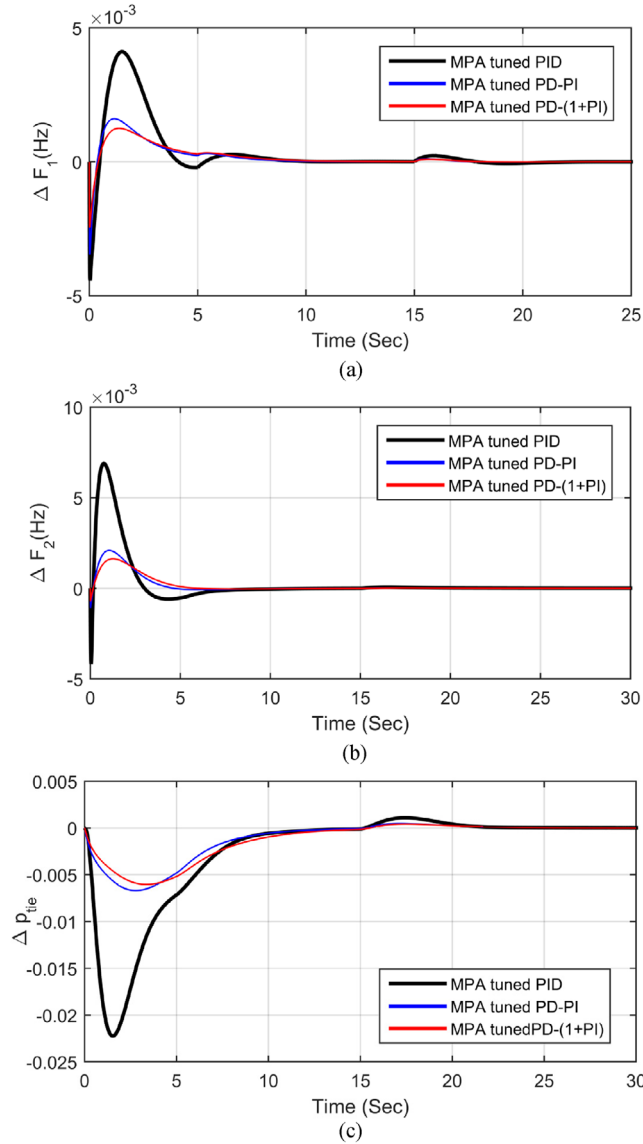 ×10⁻³
5
0
-5
Δ F₁(Hz)
MPA tuned PID
MPA tuned PD-PI
MPA tuned PD-(1+PI)
0 5 10 15 20 25
Time (Sec)
(a)
×10⁻³
10
5
0
-5
Δ F₂(Hz)
MPA tuned PID
MPA tuned PD-PI
MPA tuned PD-(1+PI)
0 5 10 15 20 25 30
Time (Sec)
(b)
0.005
0
-0.005
-0.01
-0.015
-0.02
-0.025
Δ pₜᵢₑ
MPA tuned PID
MPA tuned PD-PI
MPA tunedPD-(1+PI)
0 5 10 15 20 25 30
Time (Sec)
(c)